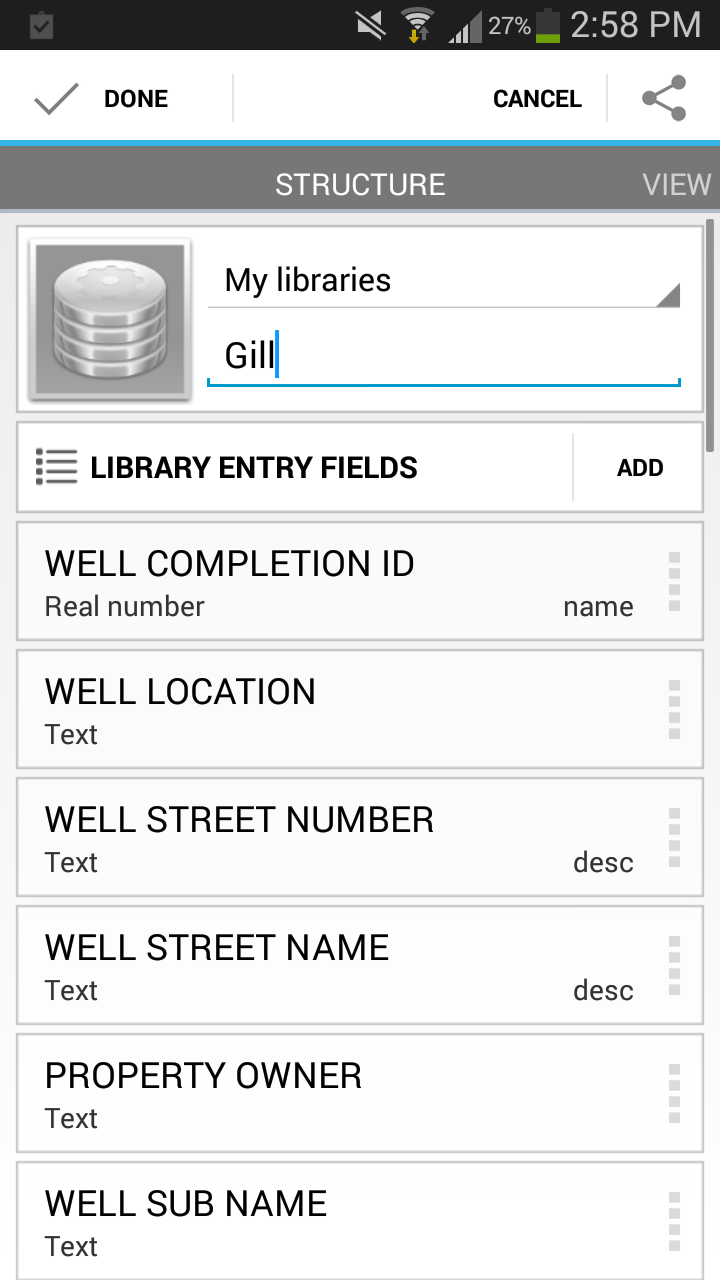 27% 2:58 PM
DONE CANCEL
STRUCTURE VIEW
My libraries
Gill
LIBRARY ENTRY FIELDS ADD
WELL COMPLETION ID
Real number name
WELL LOCATION
Text
WELL STREET NUMBER
Text desc
WELL STREET NAME
Text desc
PROPERTY OWNER
Text
WELL SUB NAME
Text